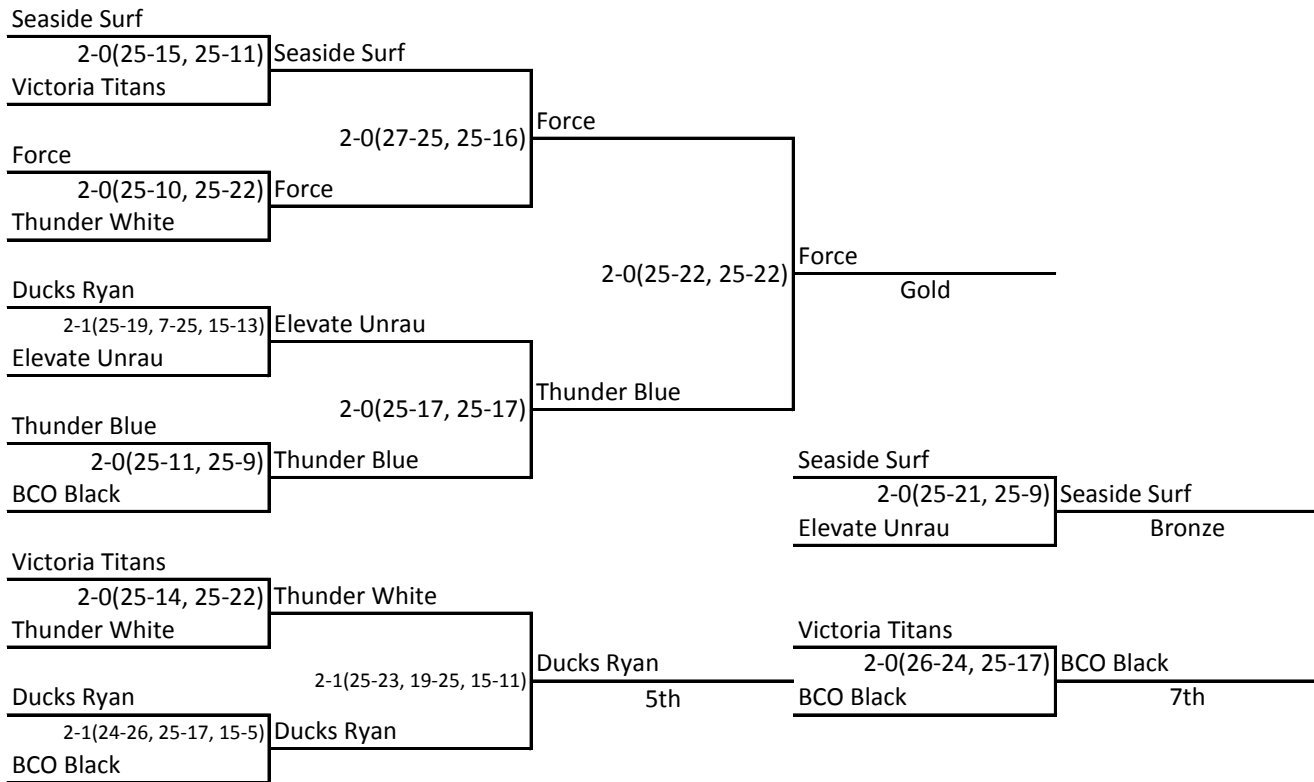 Seaside Surf
2-0(25-15, 25-11)
Seaside Surf
Victoria Titans
2-0(27-25, 25-16)
Force
Force
2-0(25-10, 25-22)
Force
Thunder White
2-0(25-22, 25-22)
Force
Gold
Ducks Ryan
2-1(25-19, 7-25, 15-13)
Elevate Unrau
Elevate Unrau
2-0(25-17, 25-17)
Thunder Blue
Thunder Blue
2-0(25-11, 25-9)
Thunder Blue
BCO Black
Seaside Surf
2-0(25-21, 25-9)
Seaside Surf
Elevate Unrau
Bronze
Victoria Titans
2-0(25-14, 25-22)
Thunder White
Thunder White
2-1(25-23, 19-25, 15-11)
Ducks Ryan
5th
Ducks Ryan
2-1(24-26, 25-17, 15-5)
Ducks Ryan
BCO Black
Victoria Titans
2-0(26-24, 25-17)
BCO Black
BCO Black
7th